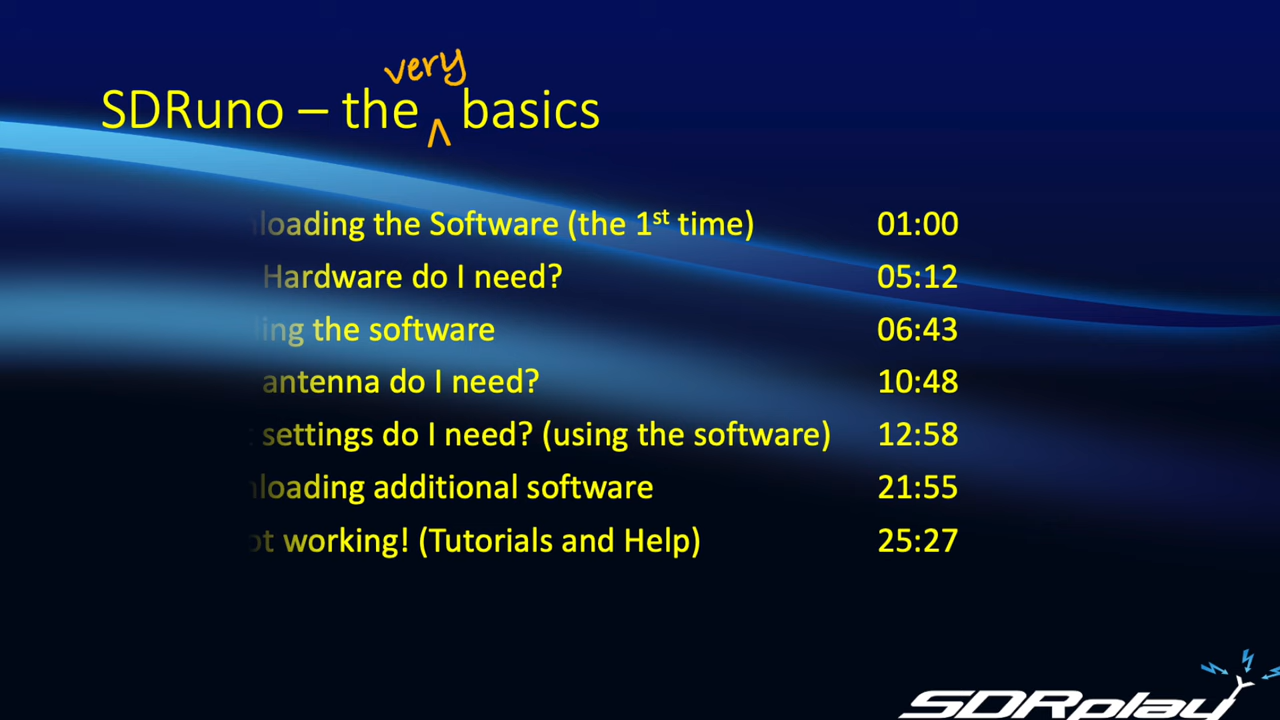 very
SDRuno – the ^ basics
loading the Software (the 1st time) 01:00
Hardware do I need? 05:12
ing the software 06:43
antenna do I need? 10:48
settings do I need? (using the software) 12:58
loading additional software 21:55
ot working! (Tutorials and Help) 25:27
SDRplay